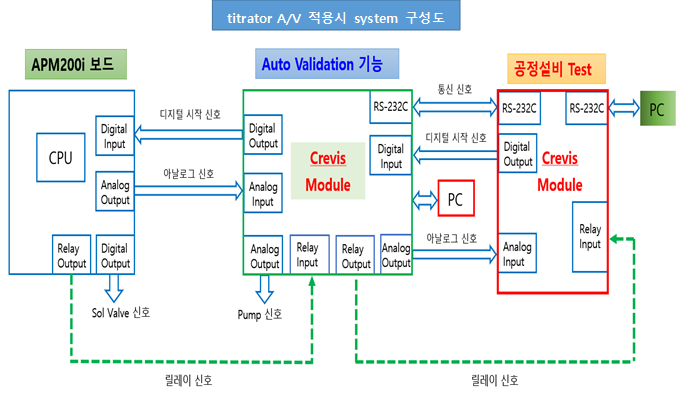 titrator A/V 적용시 system 구성도
APM200i 보드
Auto Validation 기능
공정설비 Test
CPU
Digital
Input
Analog
Output
Relay
Output
Digital
Output
Sol Valve 신호
디지털 시작 신호
아날로그 신호
RS-232C
Digital
Output
Digital
Input
Crevis
Module
Analog
Input
Analog
Output
Relay
Input
Relay
Output
Analog
Output
Pump 신호
통신 신호
디지털 시작 신호
PC
아날로그 신호
RS-232C
RS-232C
PC
Digital
Output
Crevis
Module
Relay
Input
Analog
Input
릴레이 신호
릴레이 신호